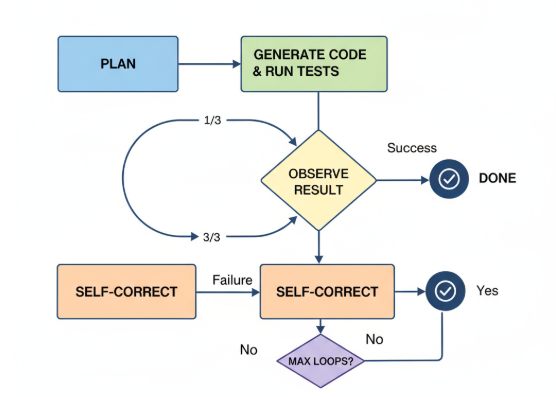 PLAN
GENERATE CODE
& RUN TESTS
1/3
Success
OBSERVE
RESULT
DONE
3/3
SELF-CORRECT
Failure
SELF-CORRECT
Yes
No
MAX LOOPS?
No